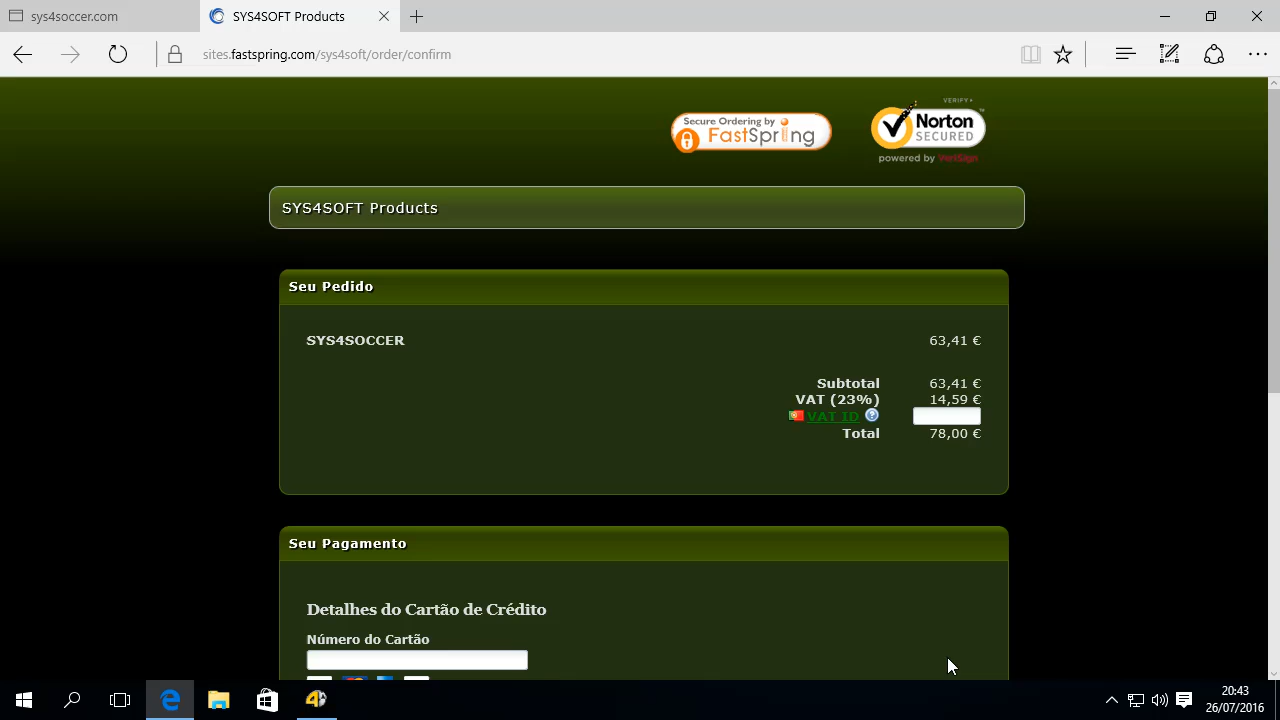 sys4soccer.com
SYS4SOFT Products
sites.fastspring.com/sys4soft/order/confirm
Secure Ordering by
FastSpring
VERIFY
Norton
SECURED
powered by VeriSign
SYS4SOFT Products
Seu Pedido
SYS4SOCCER 63,41 €
Subtotal 63,41 €
VAT (23%) 14,59 €
VAT ID ?
Total 78,00 €
Seu Pagamento
Detalhes do Cartão de Crédito
Número do Cartão
20:43
26/07/2016